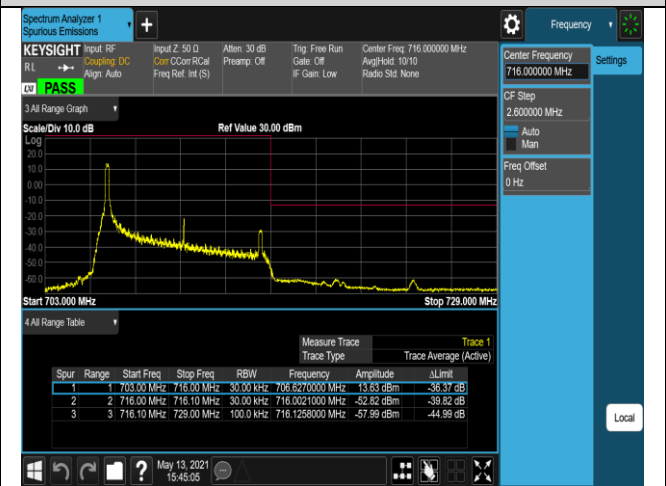 Spectrum Analyzer 1
Spurious Emissions
+
Frequency
KEYSIGHT Input: RF Input Z: 50 Ω Atten: 30 dB Trig: Free Run Center Freq: 716.000000 MHz
RL Coupling: DC Corr CCorr RCal Preamp: Off Gate: Off Avg|Hold: 10/10
Align: Auto Freq Ref: Int (S) IF Gain: Low Radio Std: None
LXI PASS
Center Frequency
716.000000 MHz
Settings
CF Step
2.600000 MHz
Auto
Man
Freq Offset
0 Hz
3 All Range Graph
Scale/Div 10.0 dB Ref Value 30.00 dBm
Log
20.0
10.0
0.00
-10.0
-20.0
-30.0
-40.0
-50.0
-60.0
Start 703.000 MHz Stop 729.000 MHz
4 All Range Table
Measure Trace Trace 1
Trace Type Trace Average (Active)
Spur Range Start Freq Stop Freq RBW Frequency Amplitude ΔLimit
1 1 703.00 MHz 716.00 MHz 30.00 kHz 706.6270000 MHz 13.63 dBm -36.37 dB
2 2 716.00 MHz 716.10 MHz 30.00 kHz 716.0021000 MHz -52.82 dBm -39.82 dB
3 3 716.10 MHz 729.00 MHz 100.0 kHz 716.1258000 MHz -57.99 dBm -44.99 dB
Local
? May 13, 2021
15:45:05